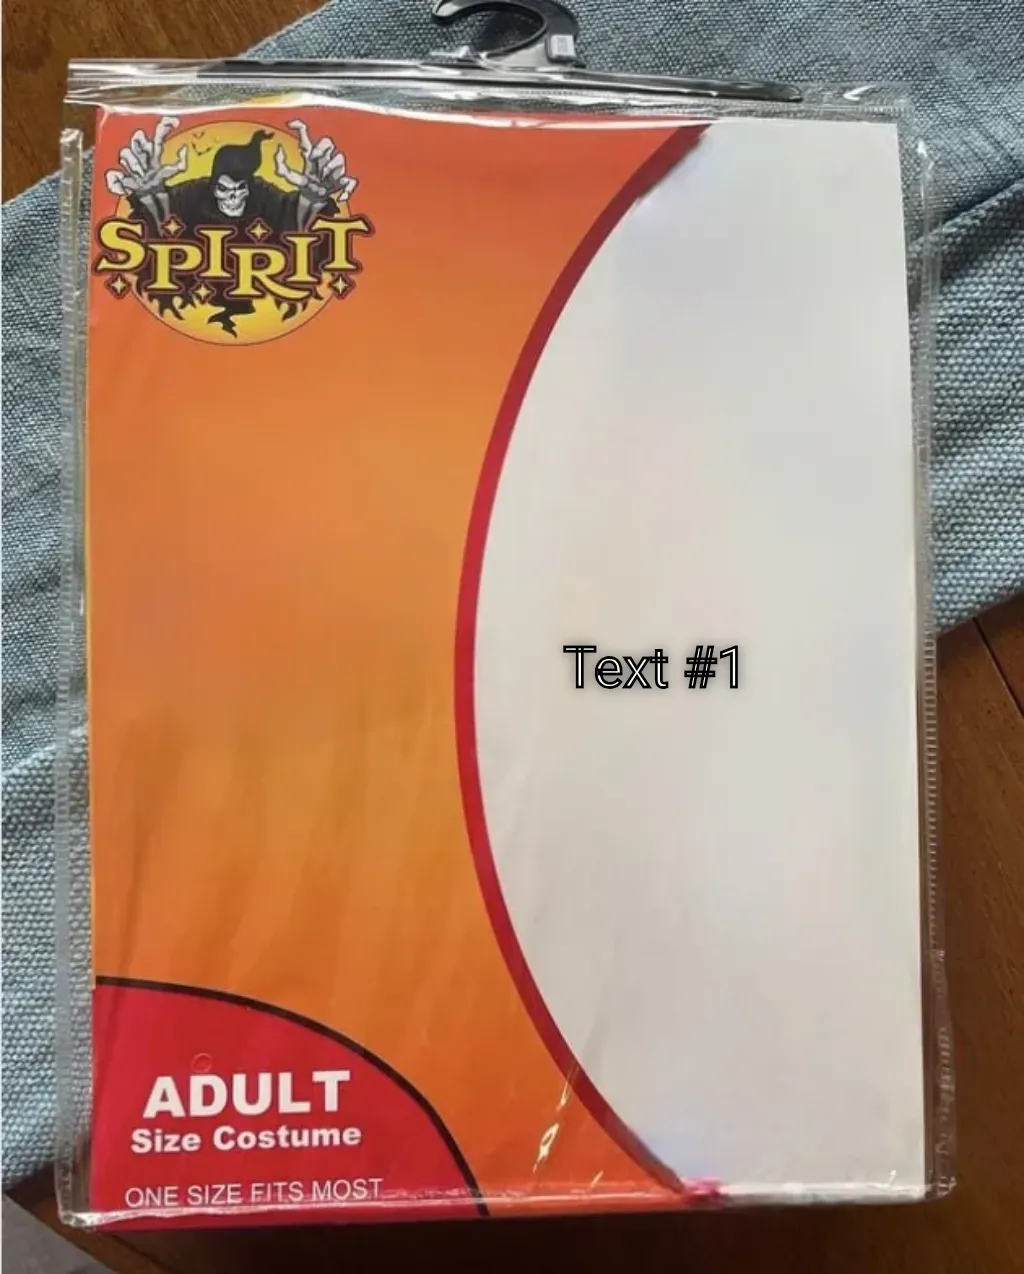 SPIRIT
Text #1
ADULT
Size Costume
ONE SIZE FITS MOST